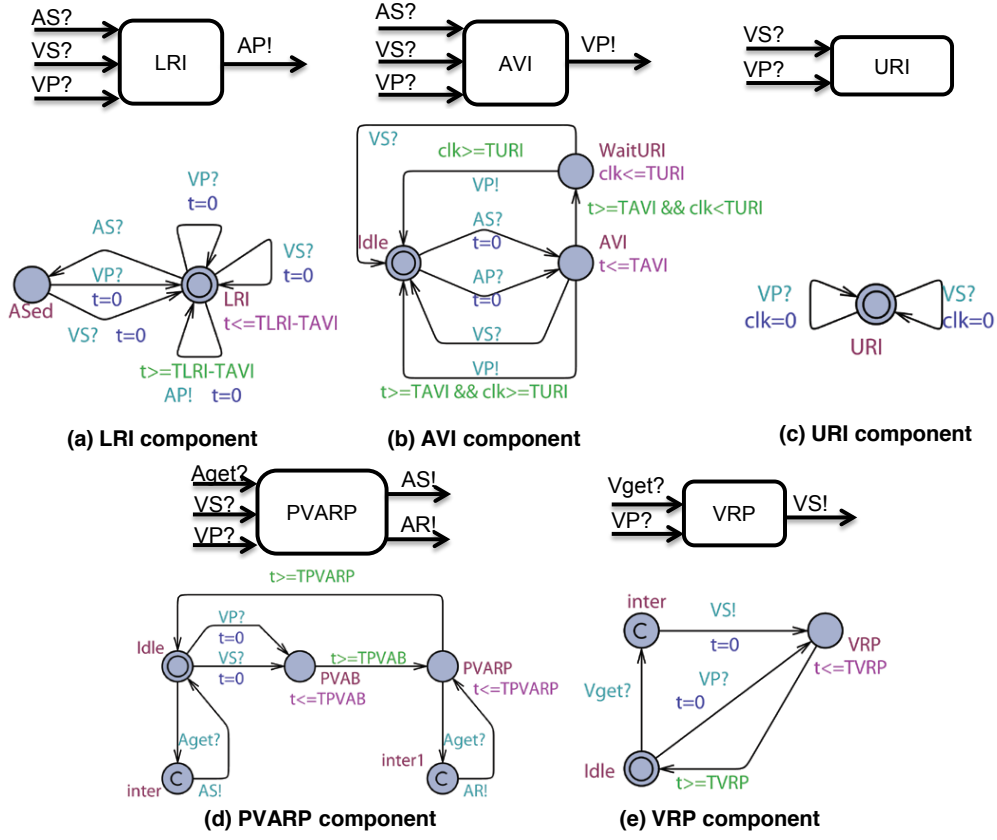 AS?
VS?
VP?
LRI
AP!
AS?
VS?
VP?
AVI
VP!
VS?
VP?
URI
VP?
t=0
AS?
VP?
t=0
VS? t=0
VS?
t=0
ASed
LRI
t<=TLRI-TAVI
t>=TLRI-TAVI
AP! t=0
(a) LRI component
VS?
clk>=TURI
VP!
WaitURI
clk<=TURI
t>=TAVI && clk<TURI
Idle
AS?
t=0
AP?
t=0
AVI
t<=TAVI
VS?
VP!
t>=TAVI && clk>=TURI
(b) AVI component
VP?
clk=0
VS?
clk=0
URI
(c) URI component
Aget?
VS?
VP?
PVARP
AS!
AR!
t>=TPVARP
Idle
VP?
t=0
VS?
t=0
t>=TPVAB
PVAB
t<=TPVAB
PVARP
t<=TPVARP
Aget?
inter
AS!
Aget?
inter1
AR!
C
C
(d) PVARP component
Vget?
VP?
VRP
VS!
inter
C
VS!
t=0
VRP
t<=TVRP
Vget?
VP?
t=0
Idle
t>=TVRP
(e) VRP component